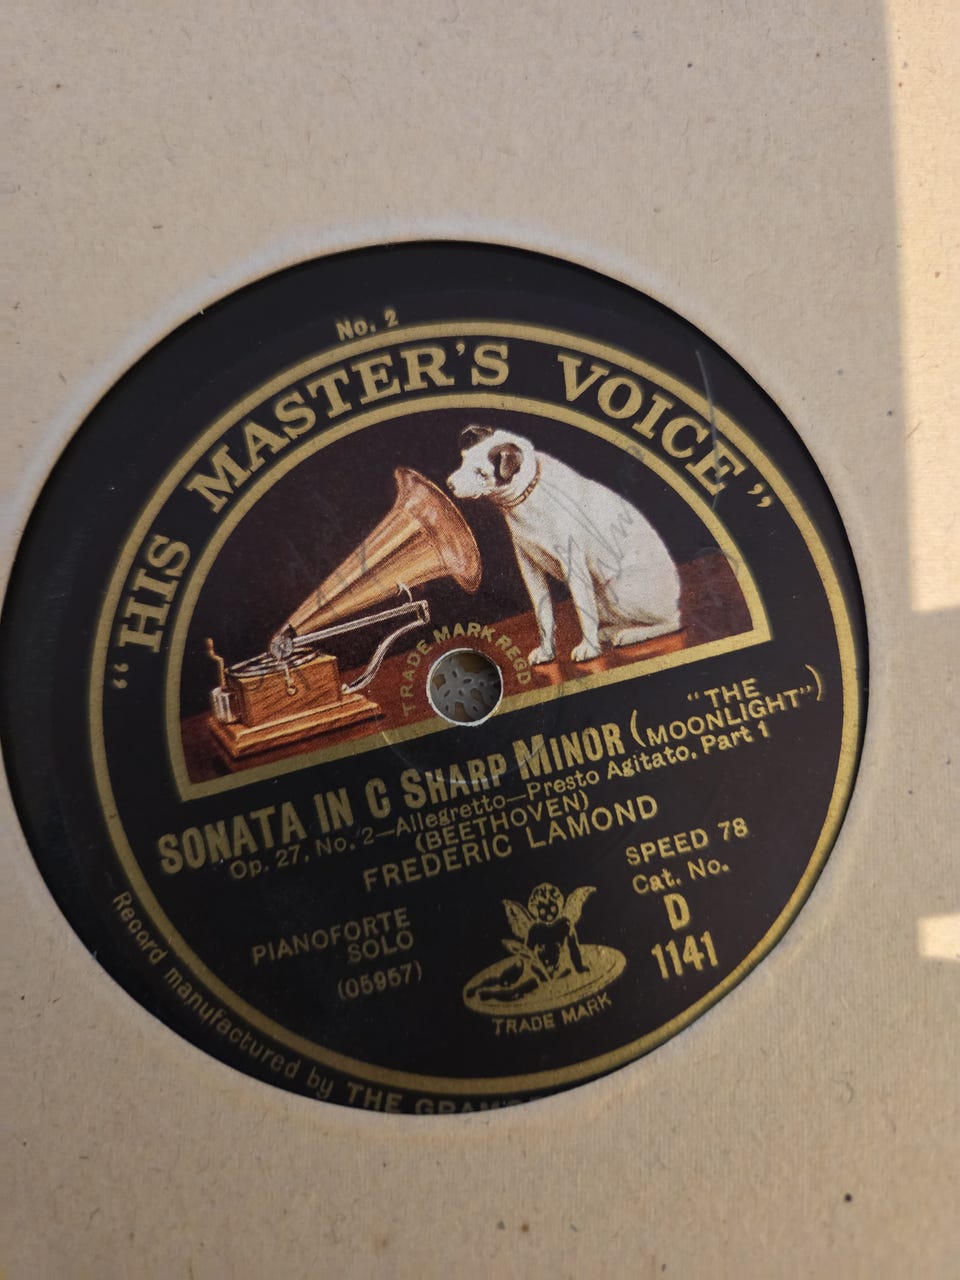 No. 2
“HIS MASTER'S VOICE”
TRADE MARK REGD
SONATA IN C SHARP MINOR (“THE MOONLIGHT”)
Op. 27, No. 2—Allegretto—Presto Agitato, Part 1
(BEETHOVEN)
FREDERIC LAMOND
SPEED 78
Cat. No.
D
1141
PIANOFORTE
SOLO
(05957)
TRADE MARK
Record manufactured by THE